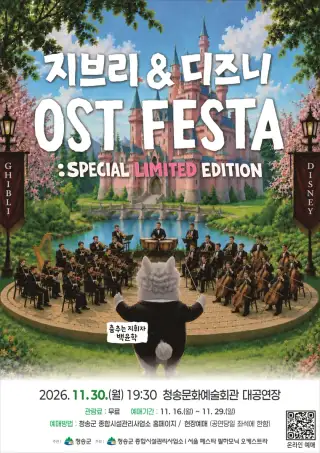 지브리 & 디즈니
OST FESTA
: SPECIAL LIMITED EDITION
GHIBLI
DISNEY
춤추는 지휘자
백윤학
2026. 11.30.(월) 19:30 청송문화예술회관 대공연장
관람료 : 무료 예매기간 : 11. 16.(월) ~ 11. 29.(일)
예매방법 : 청송군 종합시설관리사업소 홈페이지 / 현장예매 (공연당일 좌석에 한함)
주최 : 청송군 주관 : 청송군 종합시설관리사업소 | 서울 페스타 필하모닉 오케스트라
온라인 예매